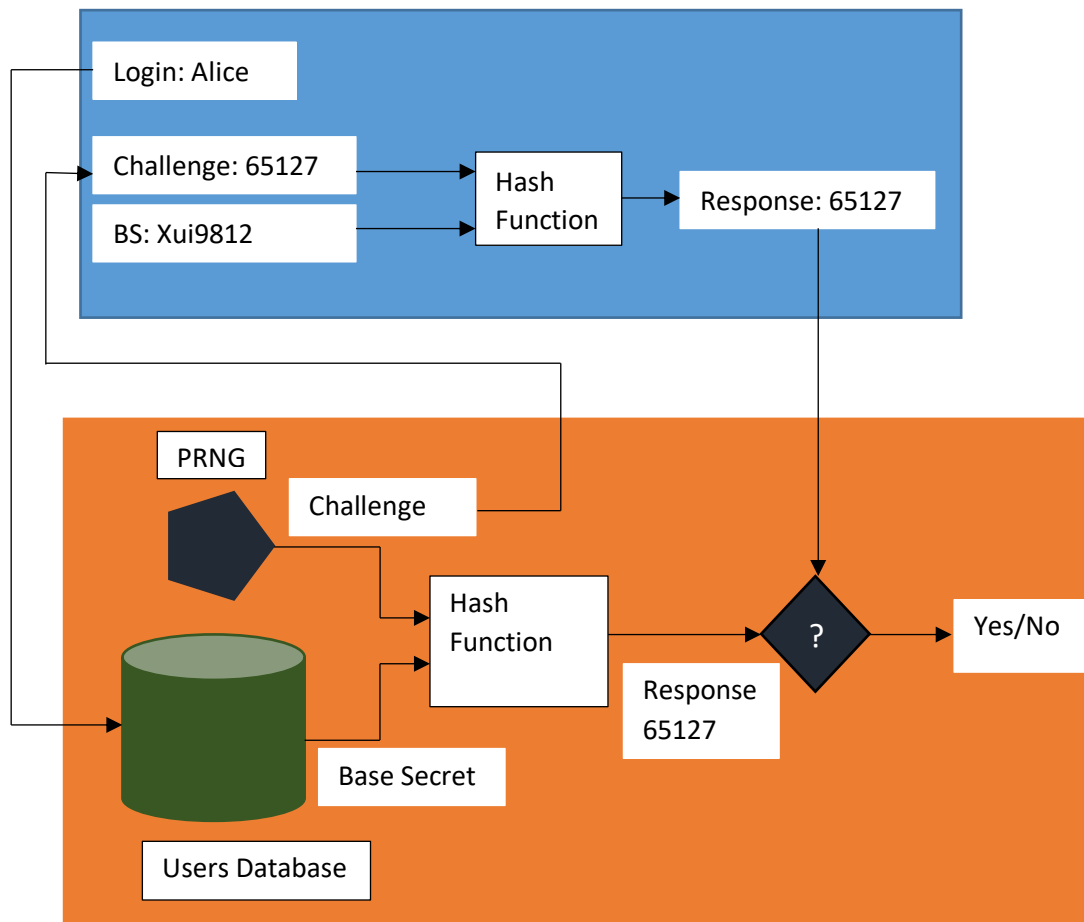 Login: Alice
Challenge: 65127
BS: Xui9812
Hash
Function
Response: 65127
PRNG
Challenge
Hash
Function
?
Yes/No
Response
65127
Base Secret
Users Database